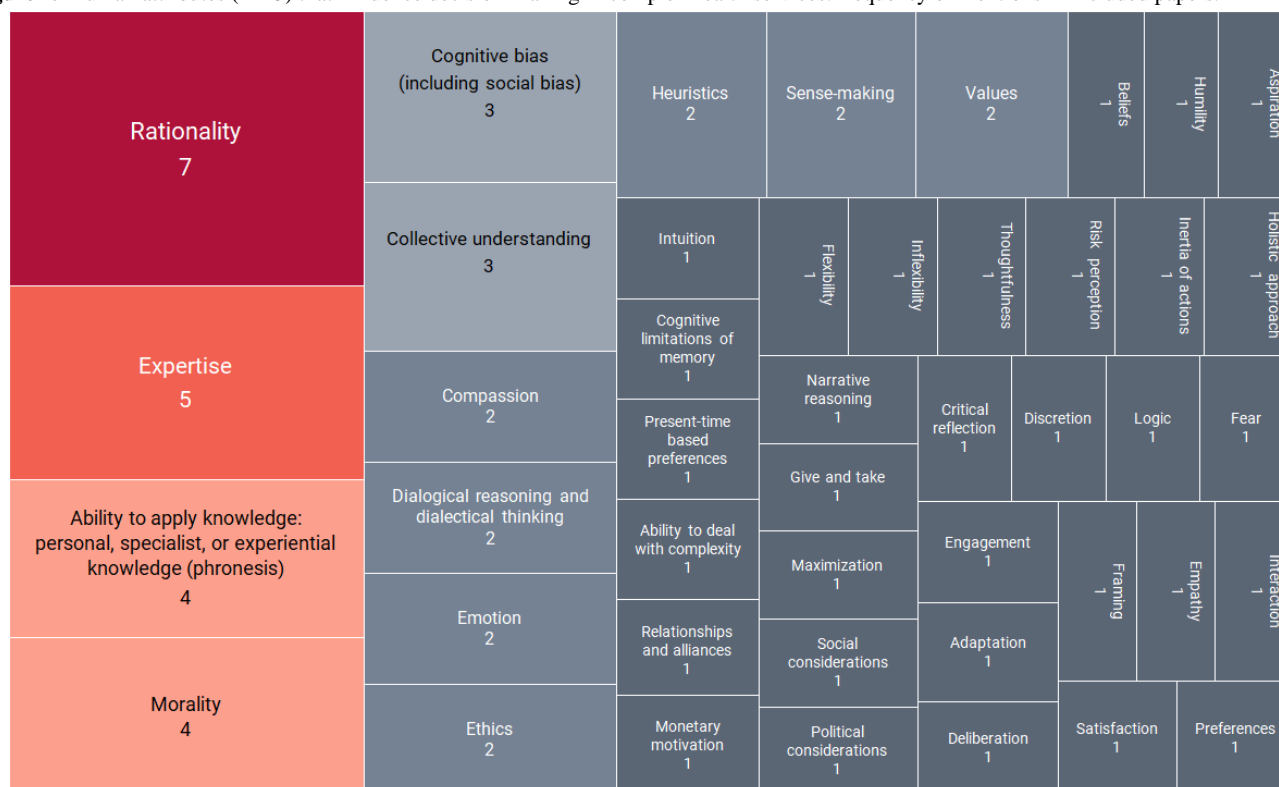 Rationality
7
Expertise
5
Ability to apply knowledge:
personal, specialist, or experiential
knowledge (phronesis)
4
Morality
4
Cognitive bias
(including social bias)
3
Collective understanding
3
Compassion
2
Dialogical reasoning and
dialectical thinking
2
Emotion
2
Ethics
2
Heuristics
2
Sense-making
2
Values
2
Beliefs
1
Humility
1
Aspiration
1
Intuition
1
Cognitive
limitations of
memory
1
Present-time
based
preferences
1
Ability to deal
with complexity
1
Relationships
and alliances
1
Monetary
motivation
1
Flexibility
1
Inflexibility
1
Thoughtfulness
1
Risk perception
1
Inertia of actions
1
Holistic approach
1
Narrative
reasoning
1
Give and take
1
Maximization
1
Social
considerations
1
Political
considerations
1
Critical
reflection
1
Discretion
1
Logic
1
Fear
1
Engagement
1
Adaptation
1
Deliberation
1
Framing
1
Empathy
1
Interaction
1
Satisfaction
1
Preferences
1